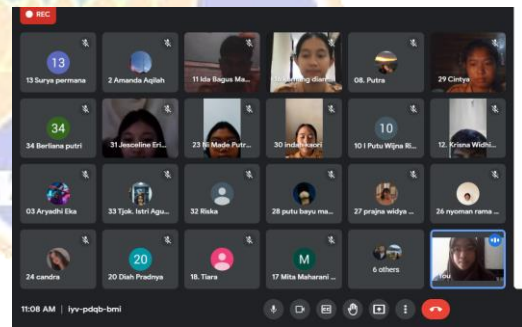 REC
13
13 Surya permana
2 Amanda Aqilah
11 Ida Bagus Ma...
08. Putra
29 Cintya
34
34 Berliana putri
31 Jesceline Eri...
23 Ni Made Putr...
30 indah kaori
10
10 I Putu Wijna Ri...
12. Krisna Widhi...
03 Aryadhi Eka
33 Tjok. Istri Agu...
32 Riska
28 putu bayu ma...
27 prajna widya ...
26 nyoman rama ...
24 candra
20
20 Diah Pradnya
18. Tiara
M
17 Mita Maharani ...
6 others
You
11:08 AM | iyv-pdqb-bmi